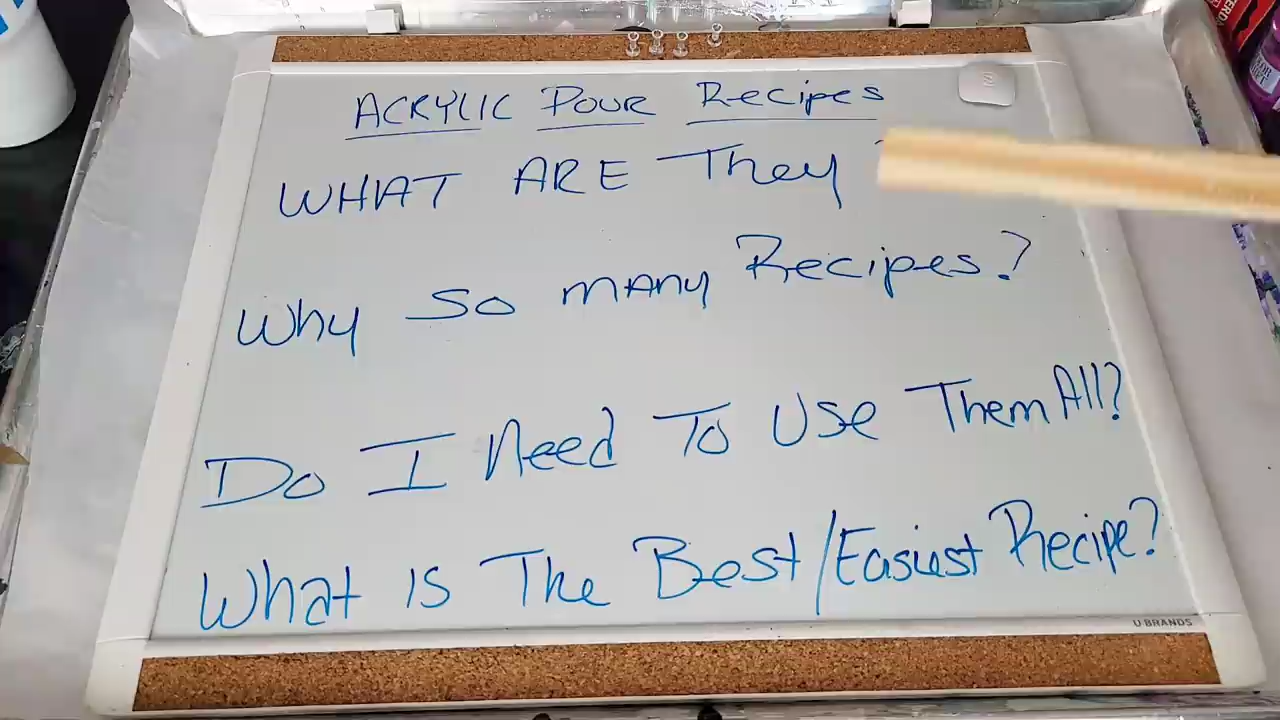 ACRYLIC POUR Recipes
WHAT ARE They
Why So mANy Recipes?
Do I Need To Use Them All?
What IS The Best/Easiest Recipe?
U BRANDS